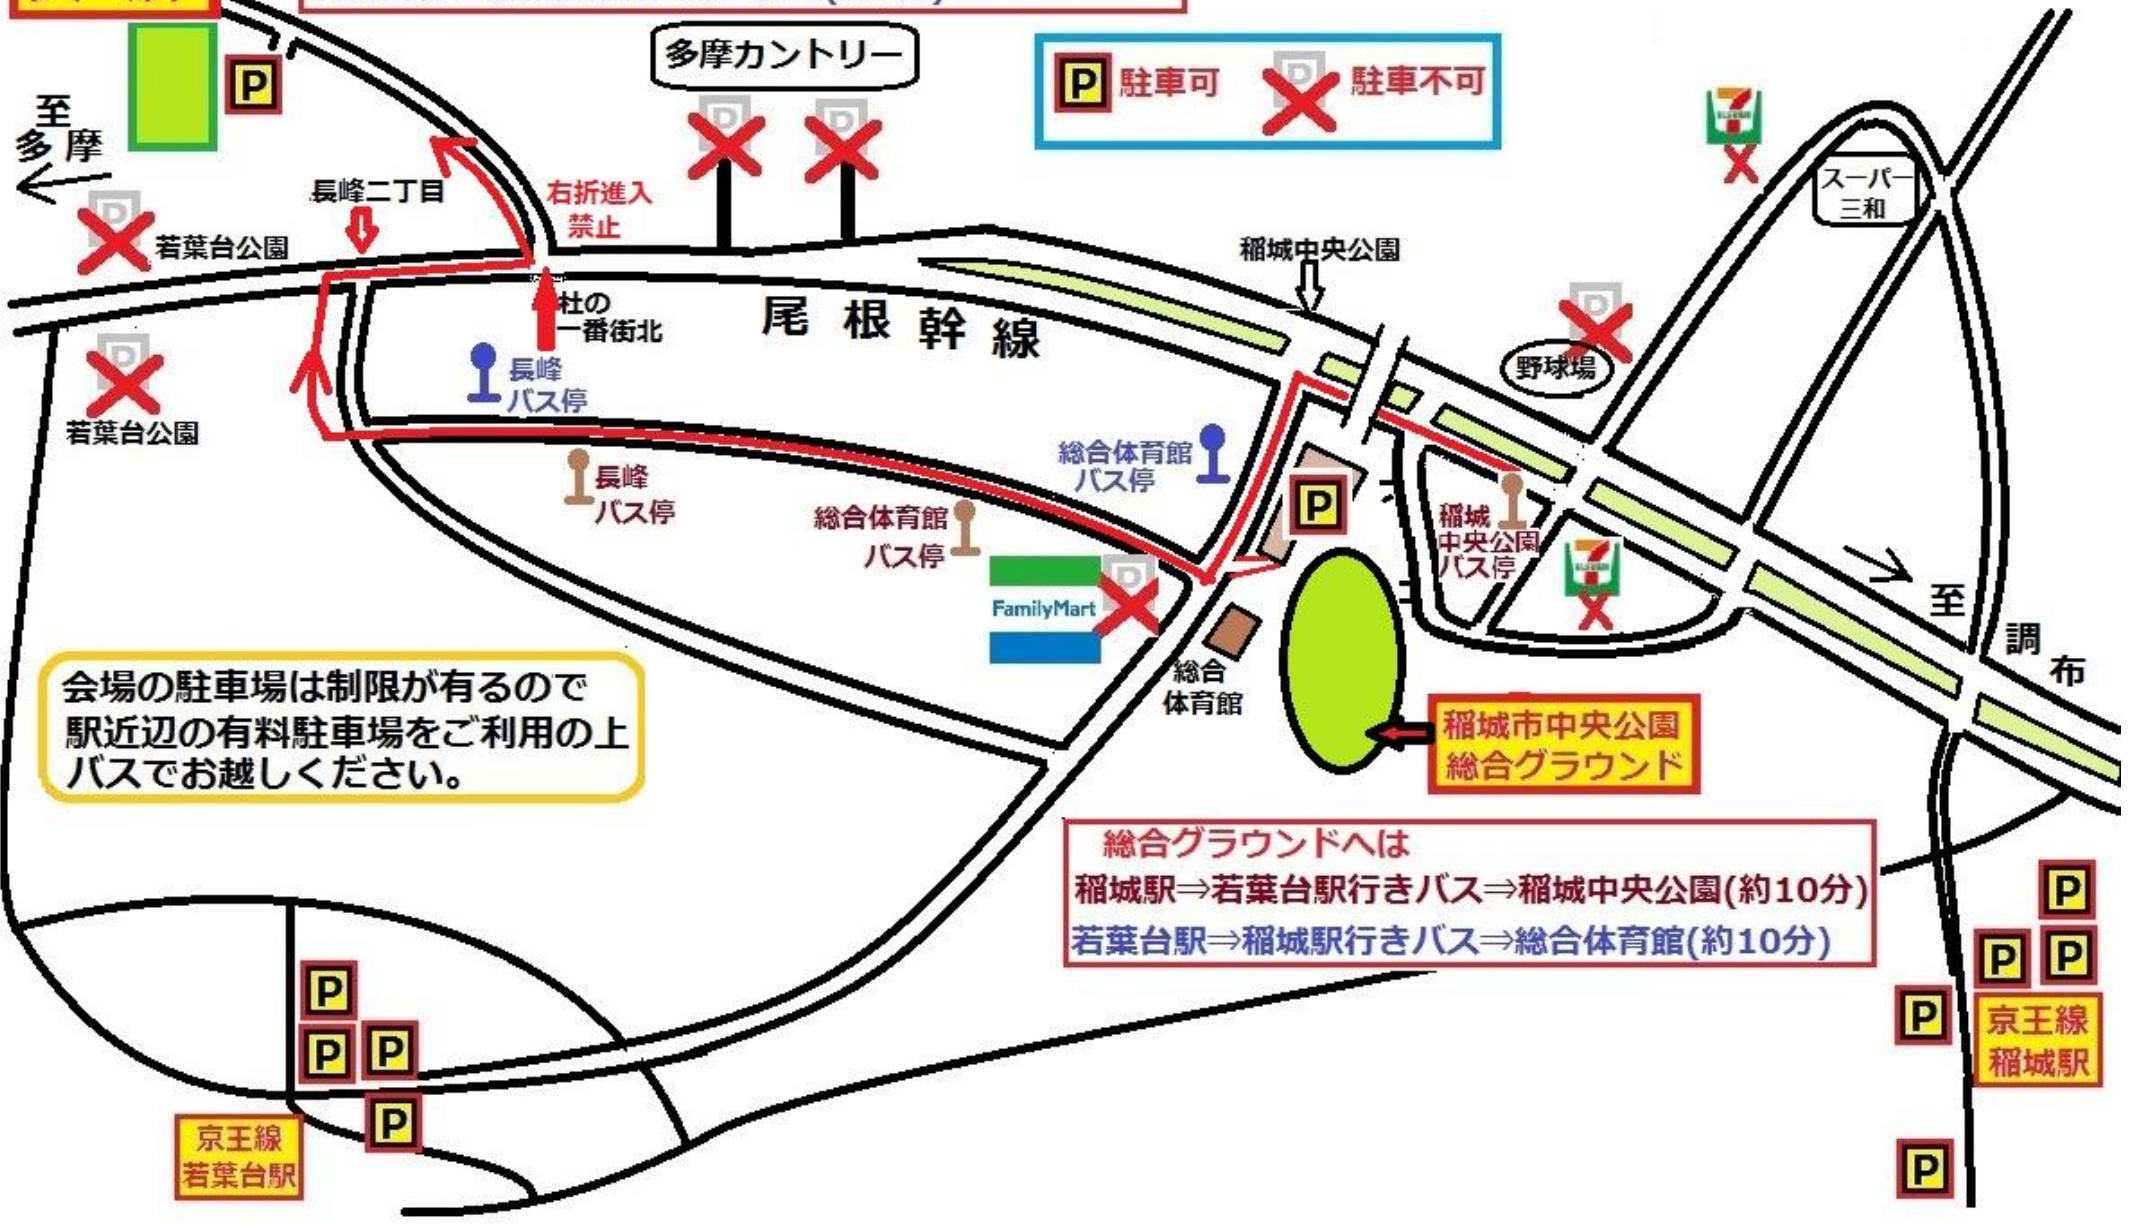 多摩カントリー
P 駐車可
P 駐車不可
P
至
多摩
長峰二丁目
右折進入
禁止
P
P
P
若葉台公園
稲城中央公園
7
ELEVEN
スーパー
三和
杜の
一番街北
尾根幹線
P
野球場
P
若葉台公園
長峰
バス停
長峰
バス停
総合体育館
バス停
総合体育館
バス停
P
稲城
中央公園
バス停
7
ELEVEN
FamilyMart
P
至
調
布
総合
体育館
会場の駐車場は制限が有るので
駅近辺の有料駐車場をご利用の上
バスでお越しください。
稲城市中央公園
総合グラウンド
総合グラウンドへは
稲城駅⇒若葉台駅行きバス⇒稲城中央公園(約10分)
若葉台駅⇒稲城駅行きバス⇒総合体育館(約10分)
P
P
P
P
京王線
稲城駅
P
P
P
P
P
京王線
若葉台駅